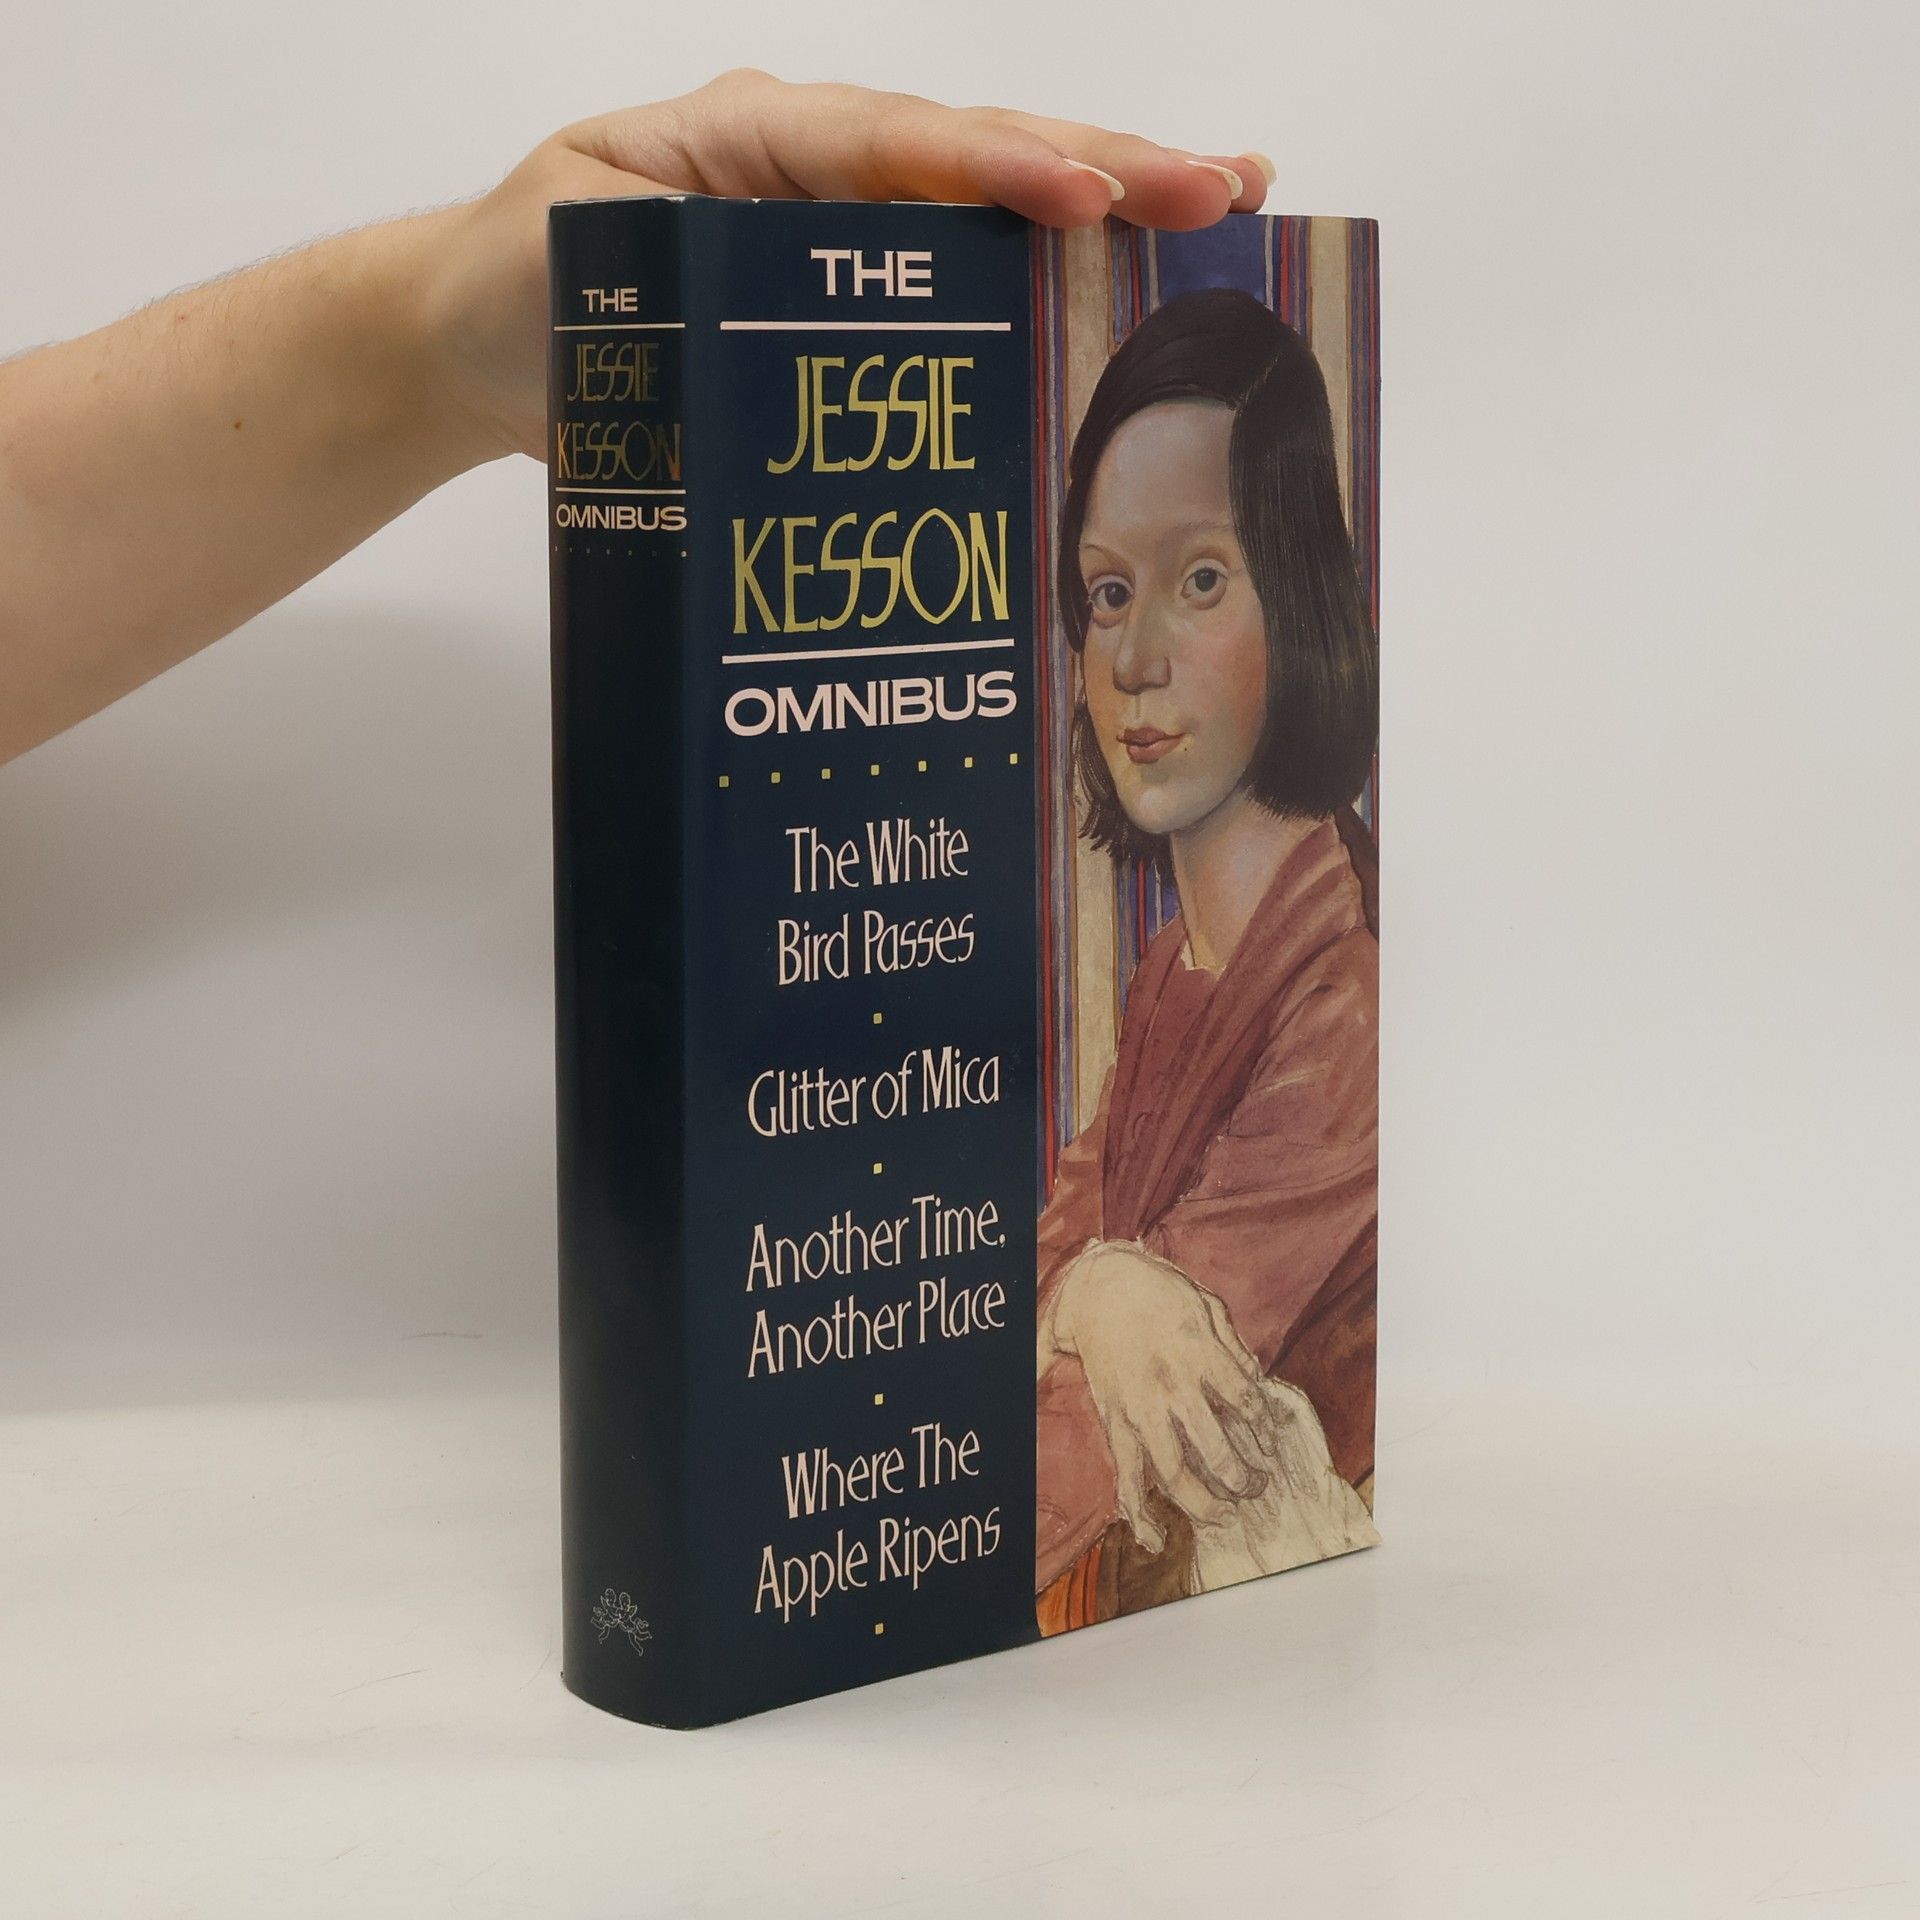 THE
JESSIE
KESSON
OMNIBUS
THE
JESSIE
KESSON
OMNIBUS
The White
Bird Passes
Glitter of Mica
Another Time,
Another Place
Where The
Apple Ripens